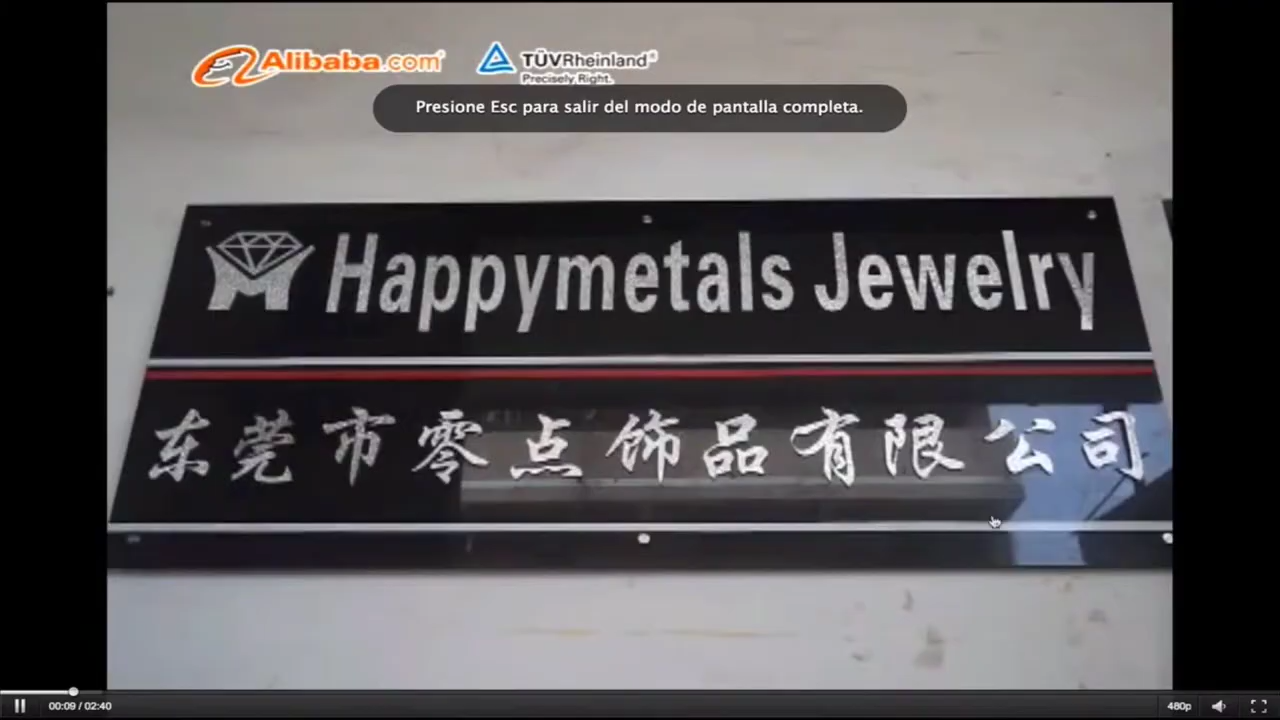 Alibaba.com
TÜVRheinland®
Precisely Right.
Presione Esc para salir del modo de pantalla completa.
Happymetals Jewelry
东莞市零点饰品有限公司
00:09 / 02:40
480p